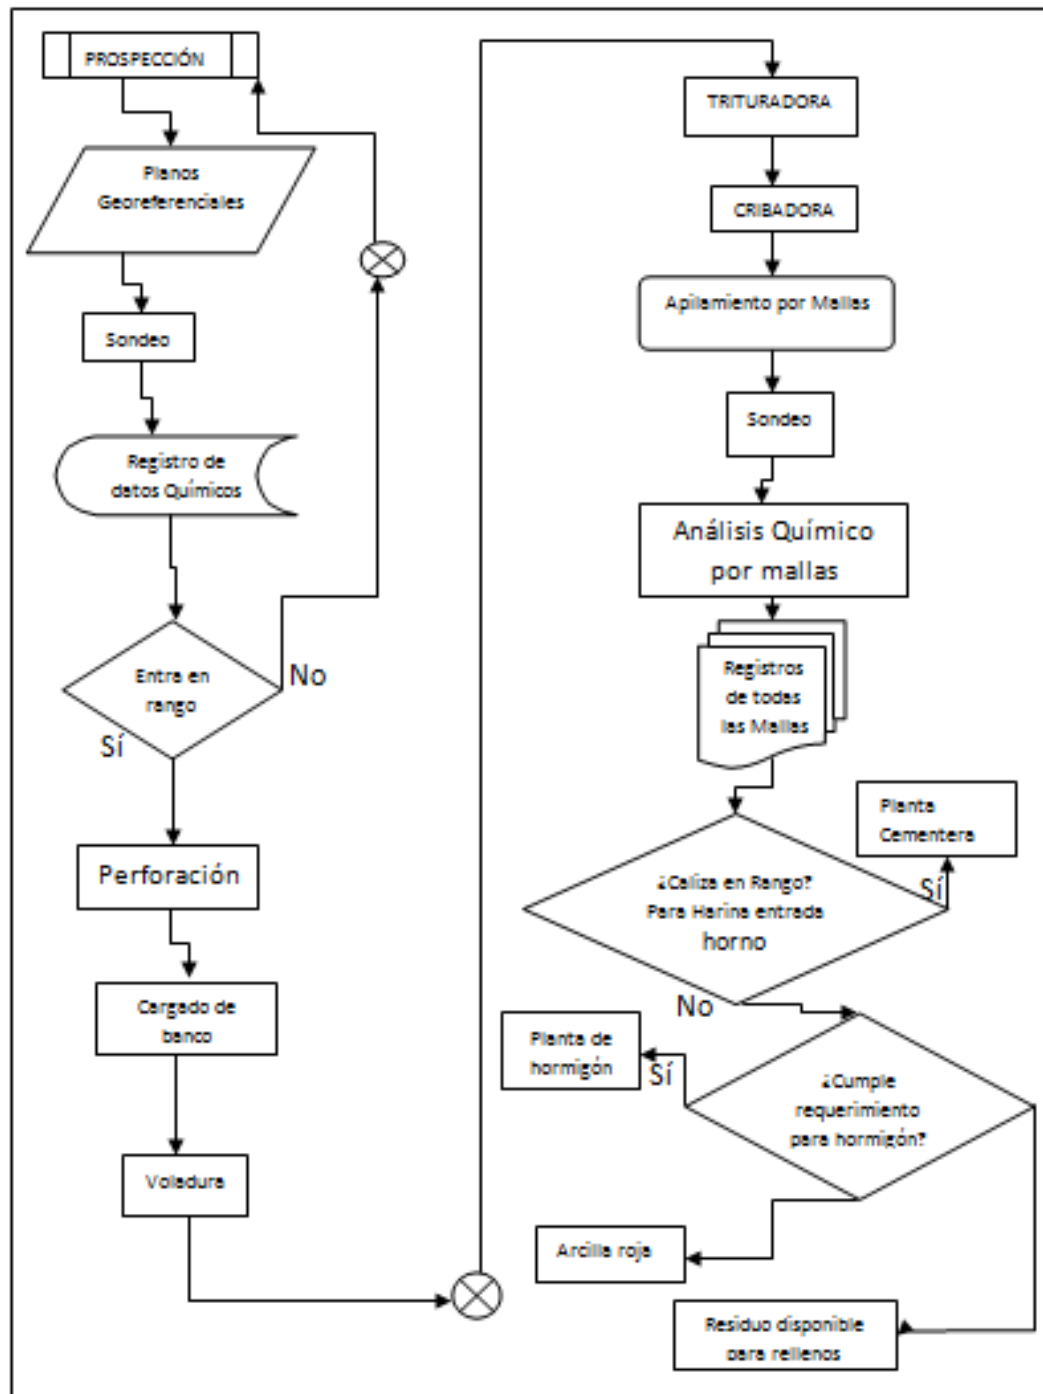 PROSPECCIÓN
Planos
Georeferenciales
Sondeo
Registro de
datos Químicos
Entra en
rango
No
Sí
Perforación
Cargado de
banco
Voladura
TRITURADORA
CRIBADORA
Apilamiento por Mallas
Sondeo
Análisis Químico
por mallas
Registros
de todas
las Mallas
¿Caliza en Rango?
Para Harina entrada
horno
Sí
Planta
Cementera
No
¿Cumple
requerimiento
para hormigón?
Sí
Planta de
hormigón
Arcilla roja
Residuo disponible
para rellenos